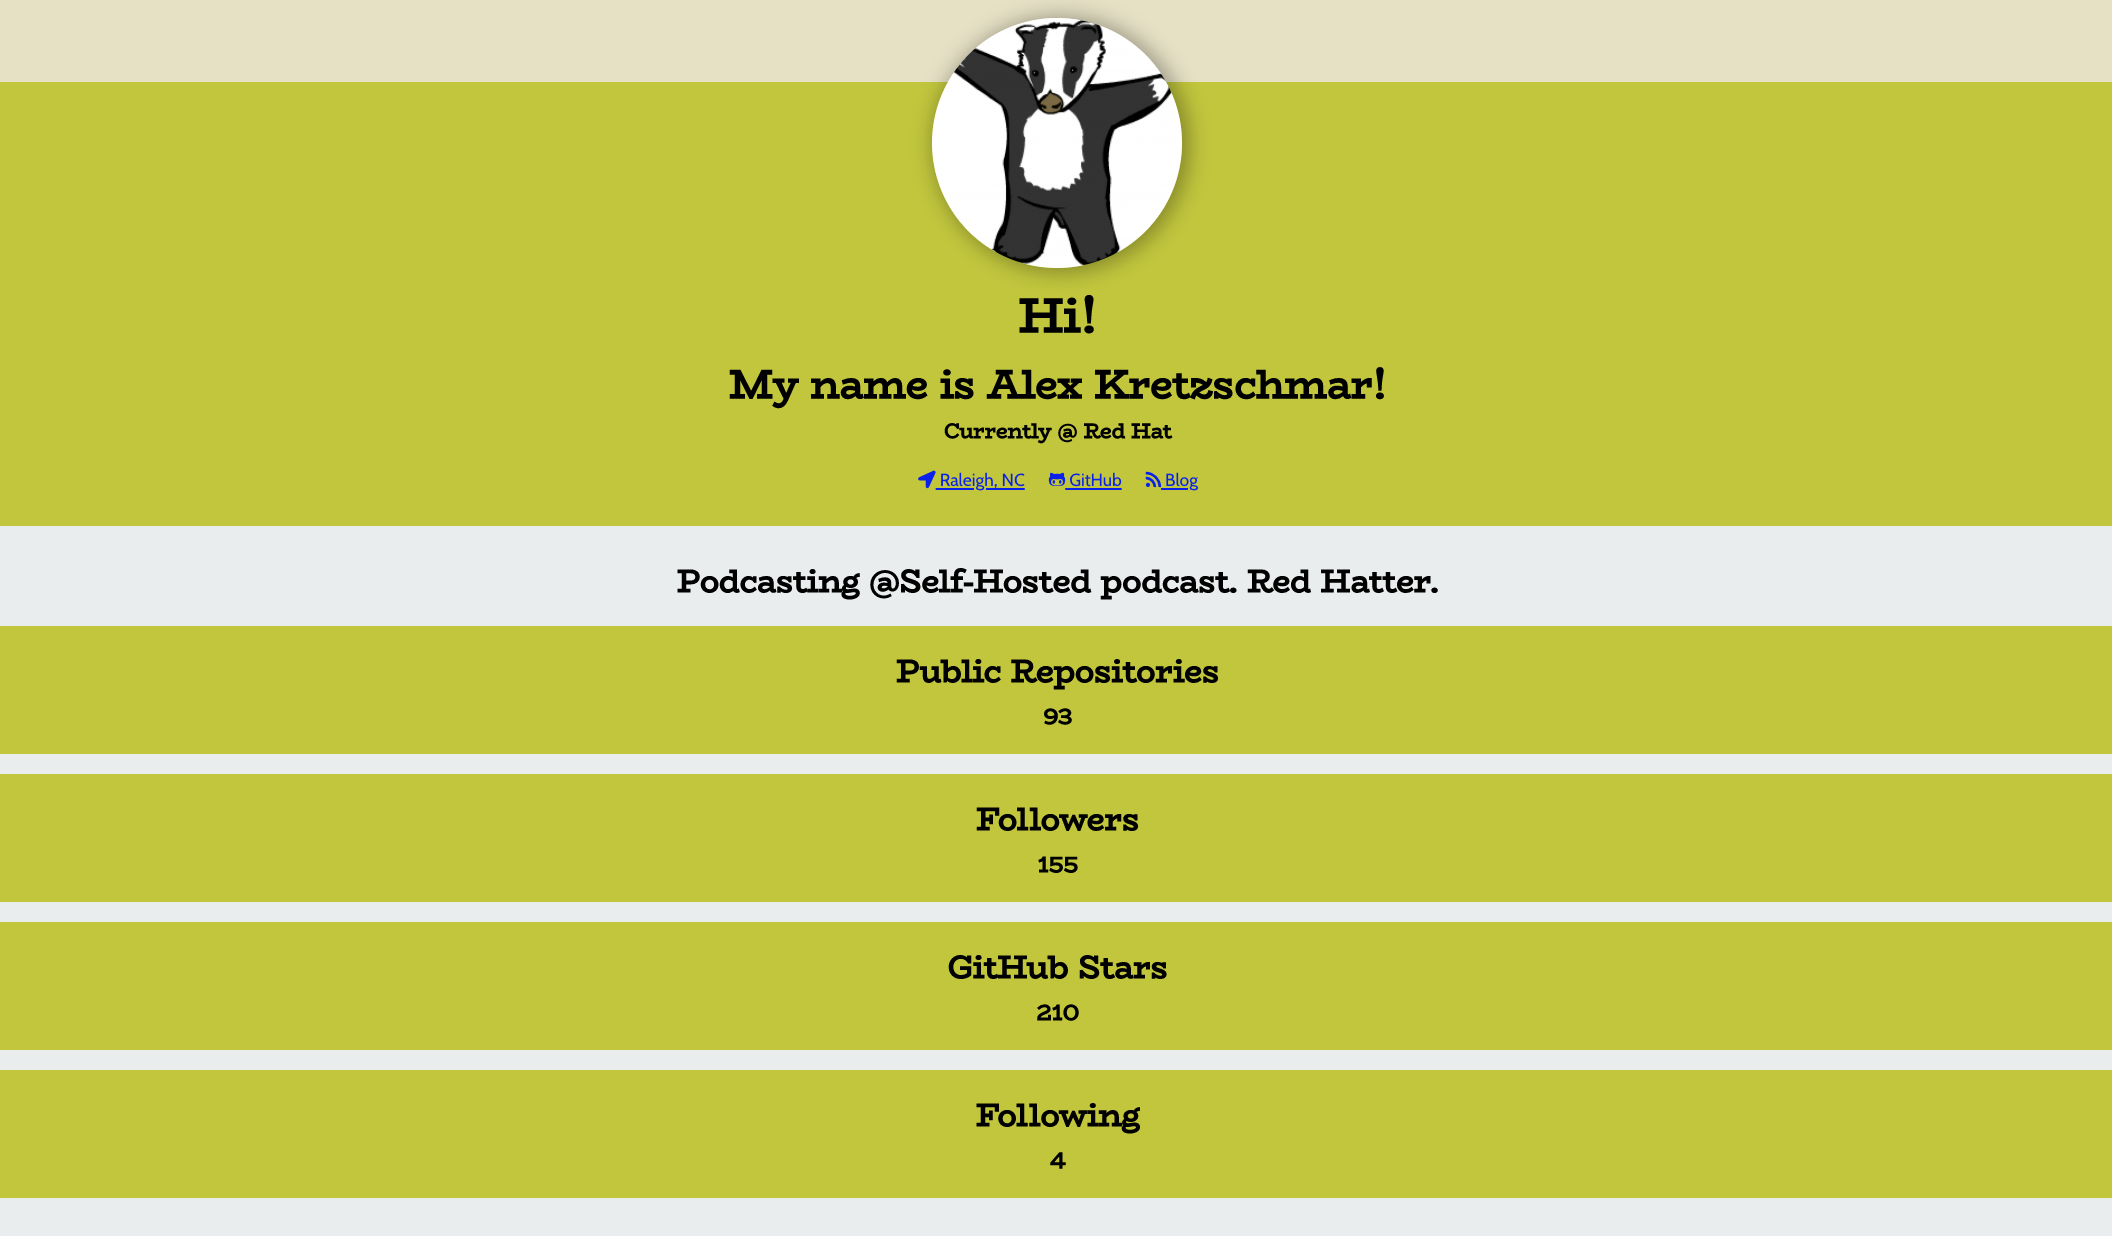 Hi!
My name is Alex Kretzschmar!
Currently @ Red Hat
Raleigh, NC GitHub Blog
Podcasting @Self-Hosted podcast. Red Hatter.
Public Repositories
93
Followers
155
GitHub Stars
210
Following
4